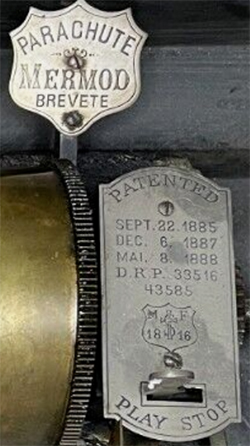 PARACHUTE
MERMOD
BREVETE
PATENTED
SEPT. 22. 1885
DEC. 6. 1887
MAI. 8. 1888
D.R.P. 33516
43585
M F
18 16
PLAY STOP